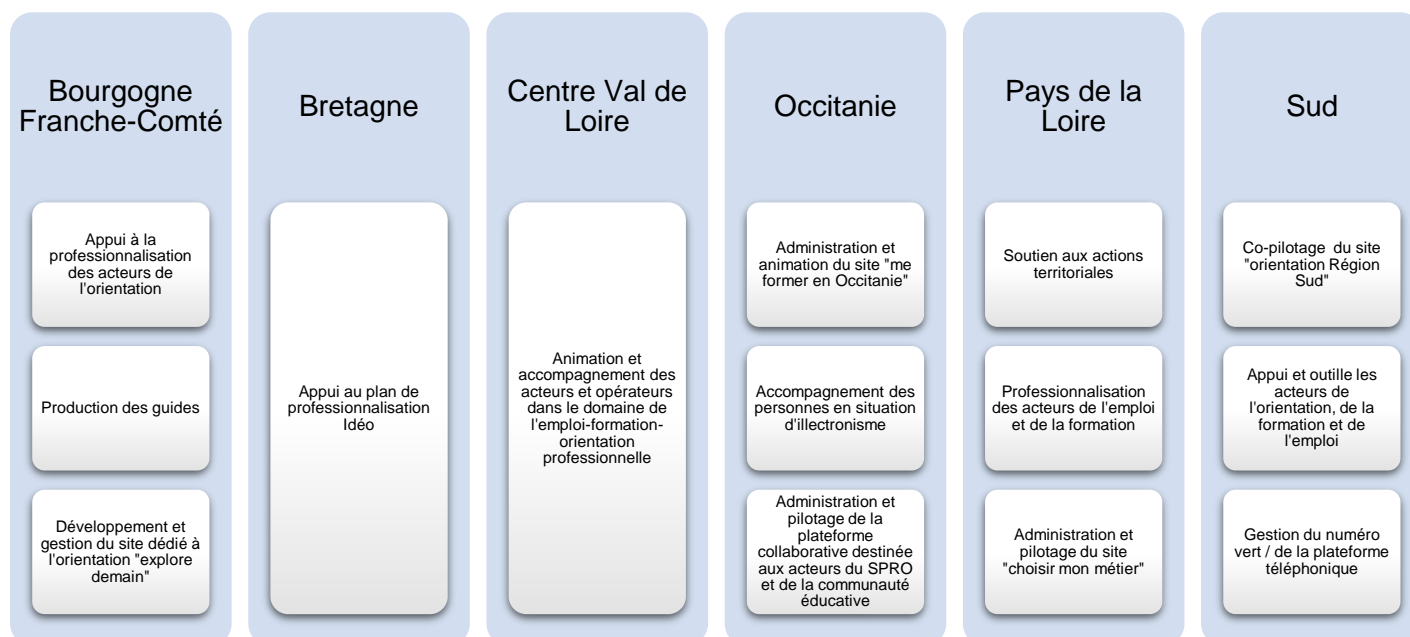 Bourgogne
Franche-Comté
Appui à la
professionnalisation
des acteurs de
l'orientation
Production des guides
Développement et
gestion du site dédié à
l'orientation "explore
demain"
Bretagne
Appui au plan de
professionnalisation
Idéo
Centre Val de
Loire
Animation et
accompagnement des
acteurs et opérateurs
dans le domaine de
l'emploi-formation-
orientation
professionnelle
Occitanie
Administration et
animation du site "me
former en Occitanie"
Accompagnement des
personnes en situation
d'illectronisme
Administration et
pilotage de la
plateforme
collaborative destinée
aux acteurs du SPRO
et de la communauté
éducative
Pays de la
Loire
Soutien aux actions
territoriales
Professionnalisation
des acteurs de l'emploi
et de la formation
Administration et
pilotage du site
"choisir mon métier"
Sud
Co-pilotage du site
"orientation Région
Sud"
Appui et outille les
acteurs de
l'orientation, de la
formation et de
l'emploi
Gestion du numéro
vert / de la plateforme
téléphonique